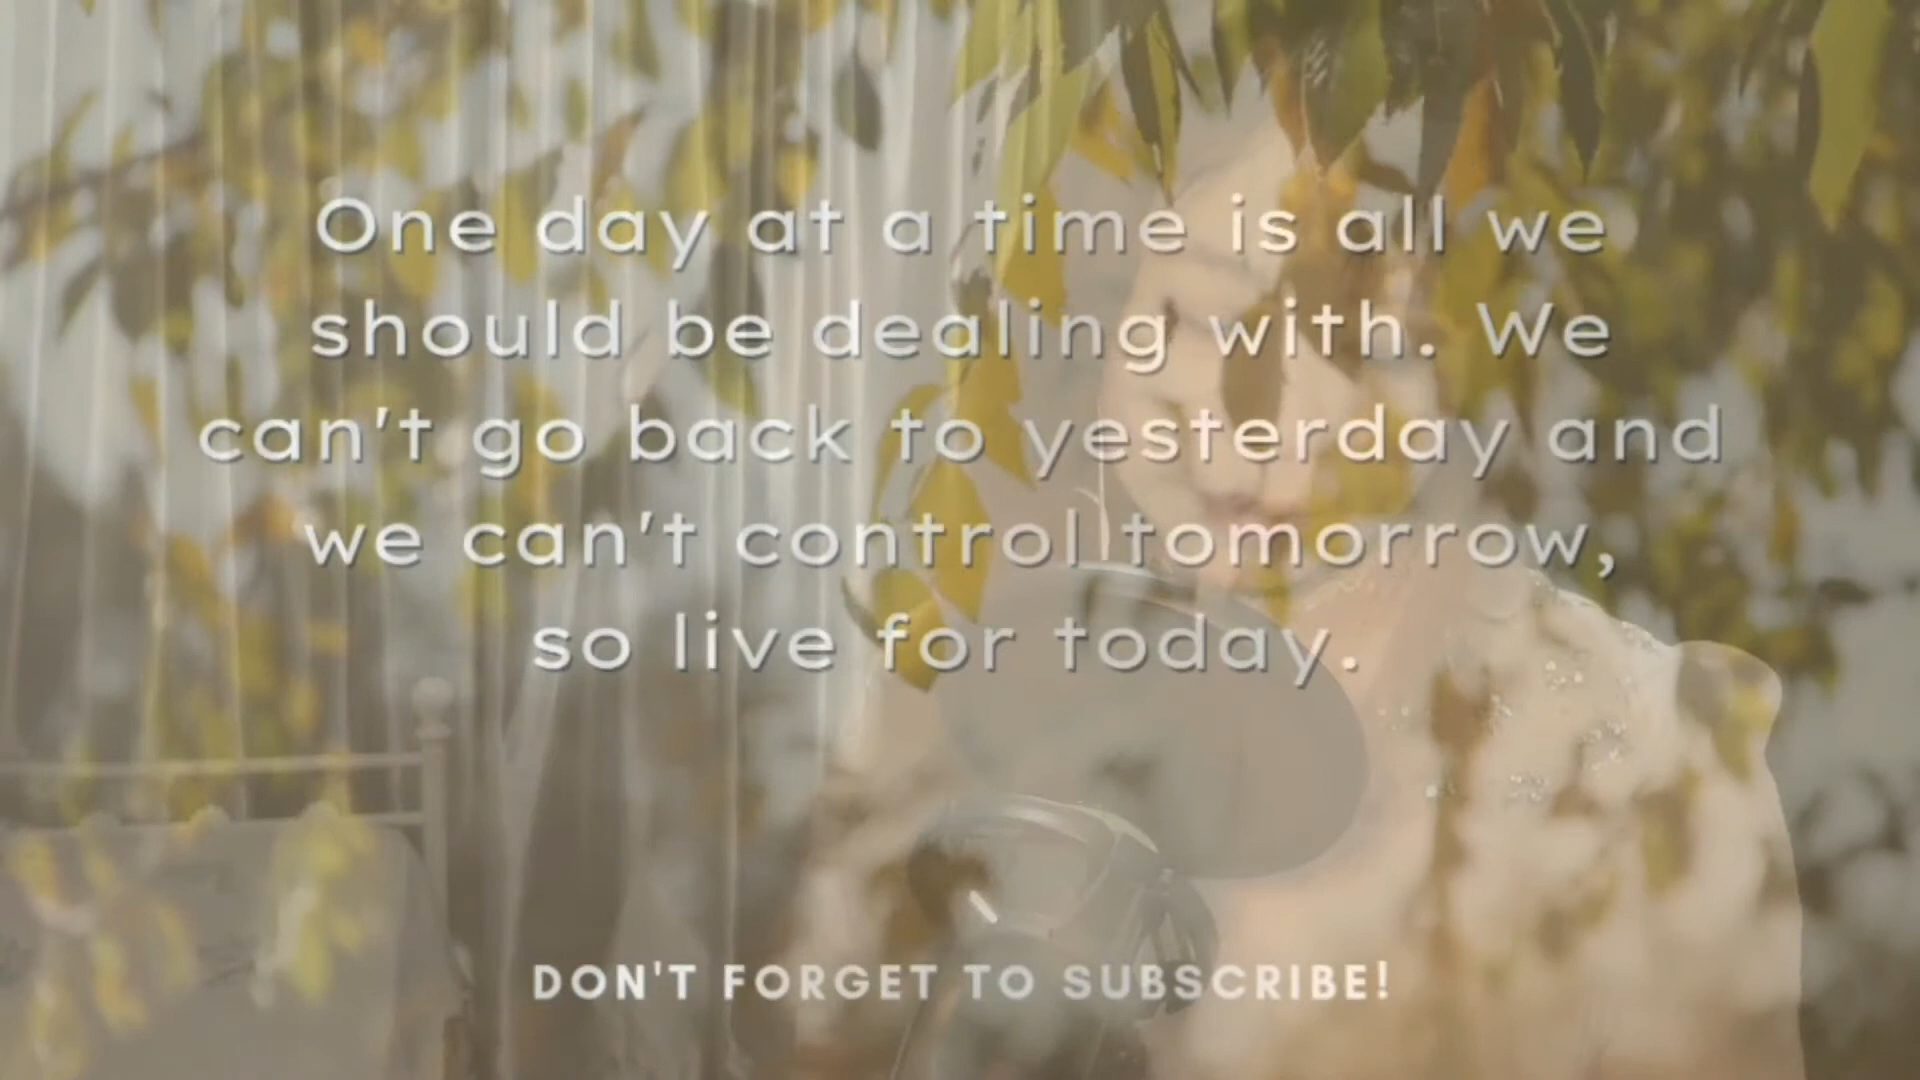 One day at a time is all we
should be dealing with. We
can't go back to yesterday and
we can't control tomorrow,
so live for today.
DON'T FORGET TO SUBSCRIBE!